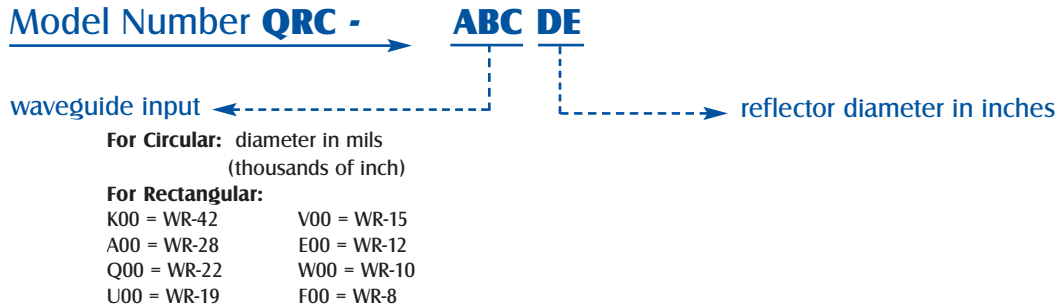 Model Number QRC - ABC DE
waveguide input
reflector diameter in inches
For Circular: diameter in mils
(thousands of inch)
For Rectangular:
K00 = WR-42 V00 = WR-15
A00 = WR-28 E00 = WR-12
Q00 = WR-22 W00 = WR-10
U00 = WR-19 F00 = WR-8